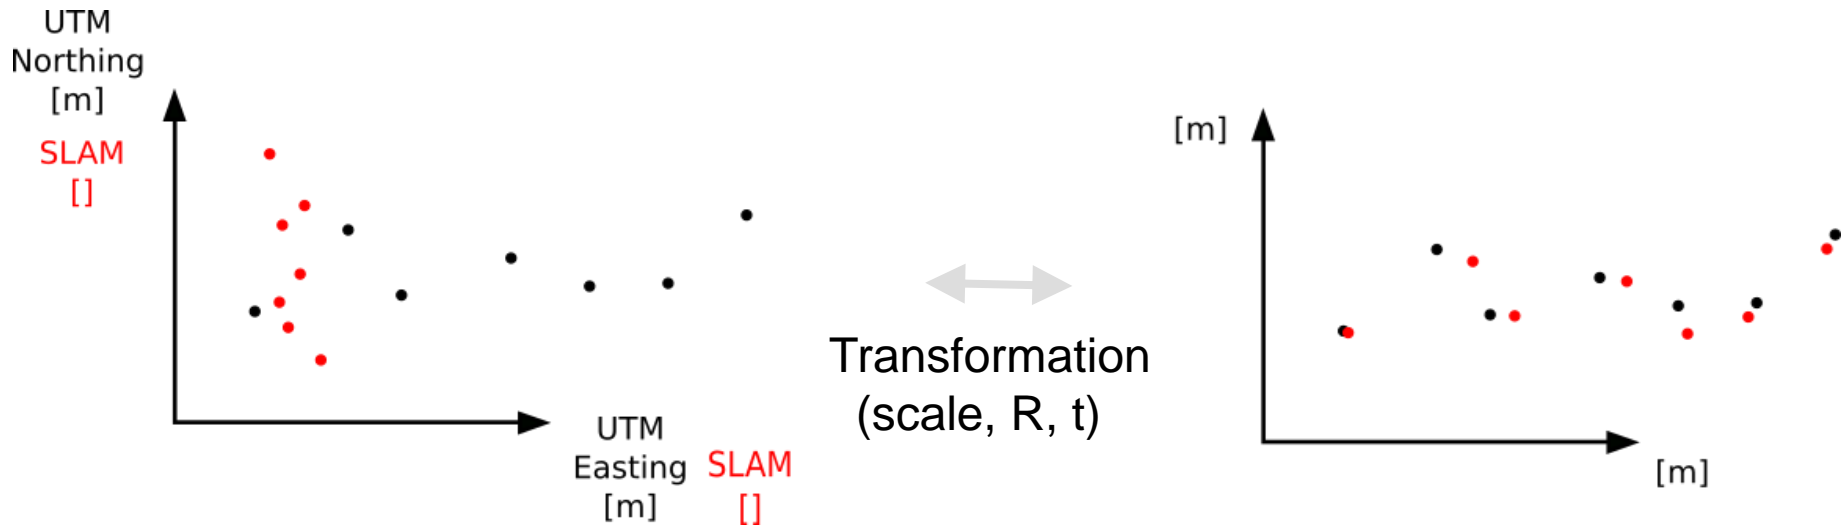 UTM
Northing
[m]
SLAM
[]
UTM
Easting
[m]
SLAM
[]
Transformation
(scale, R, t)
[m]
[m]